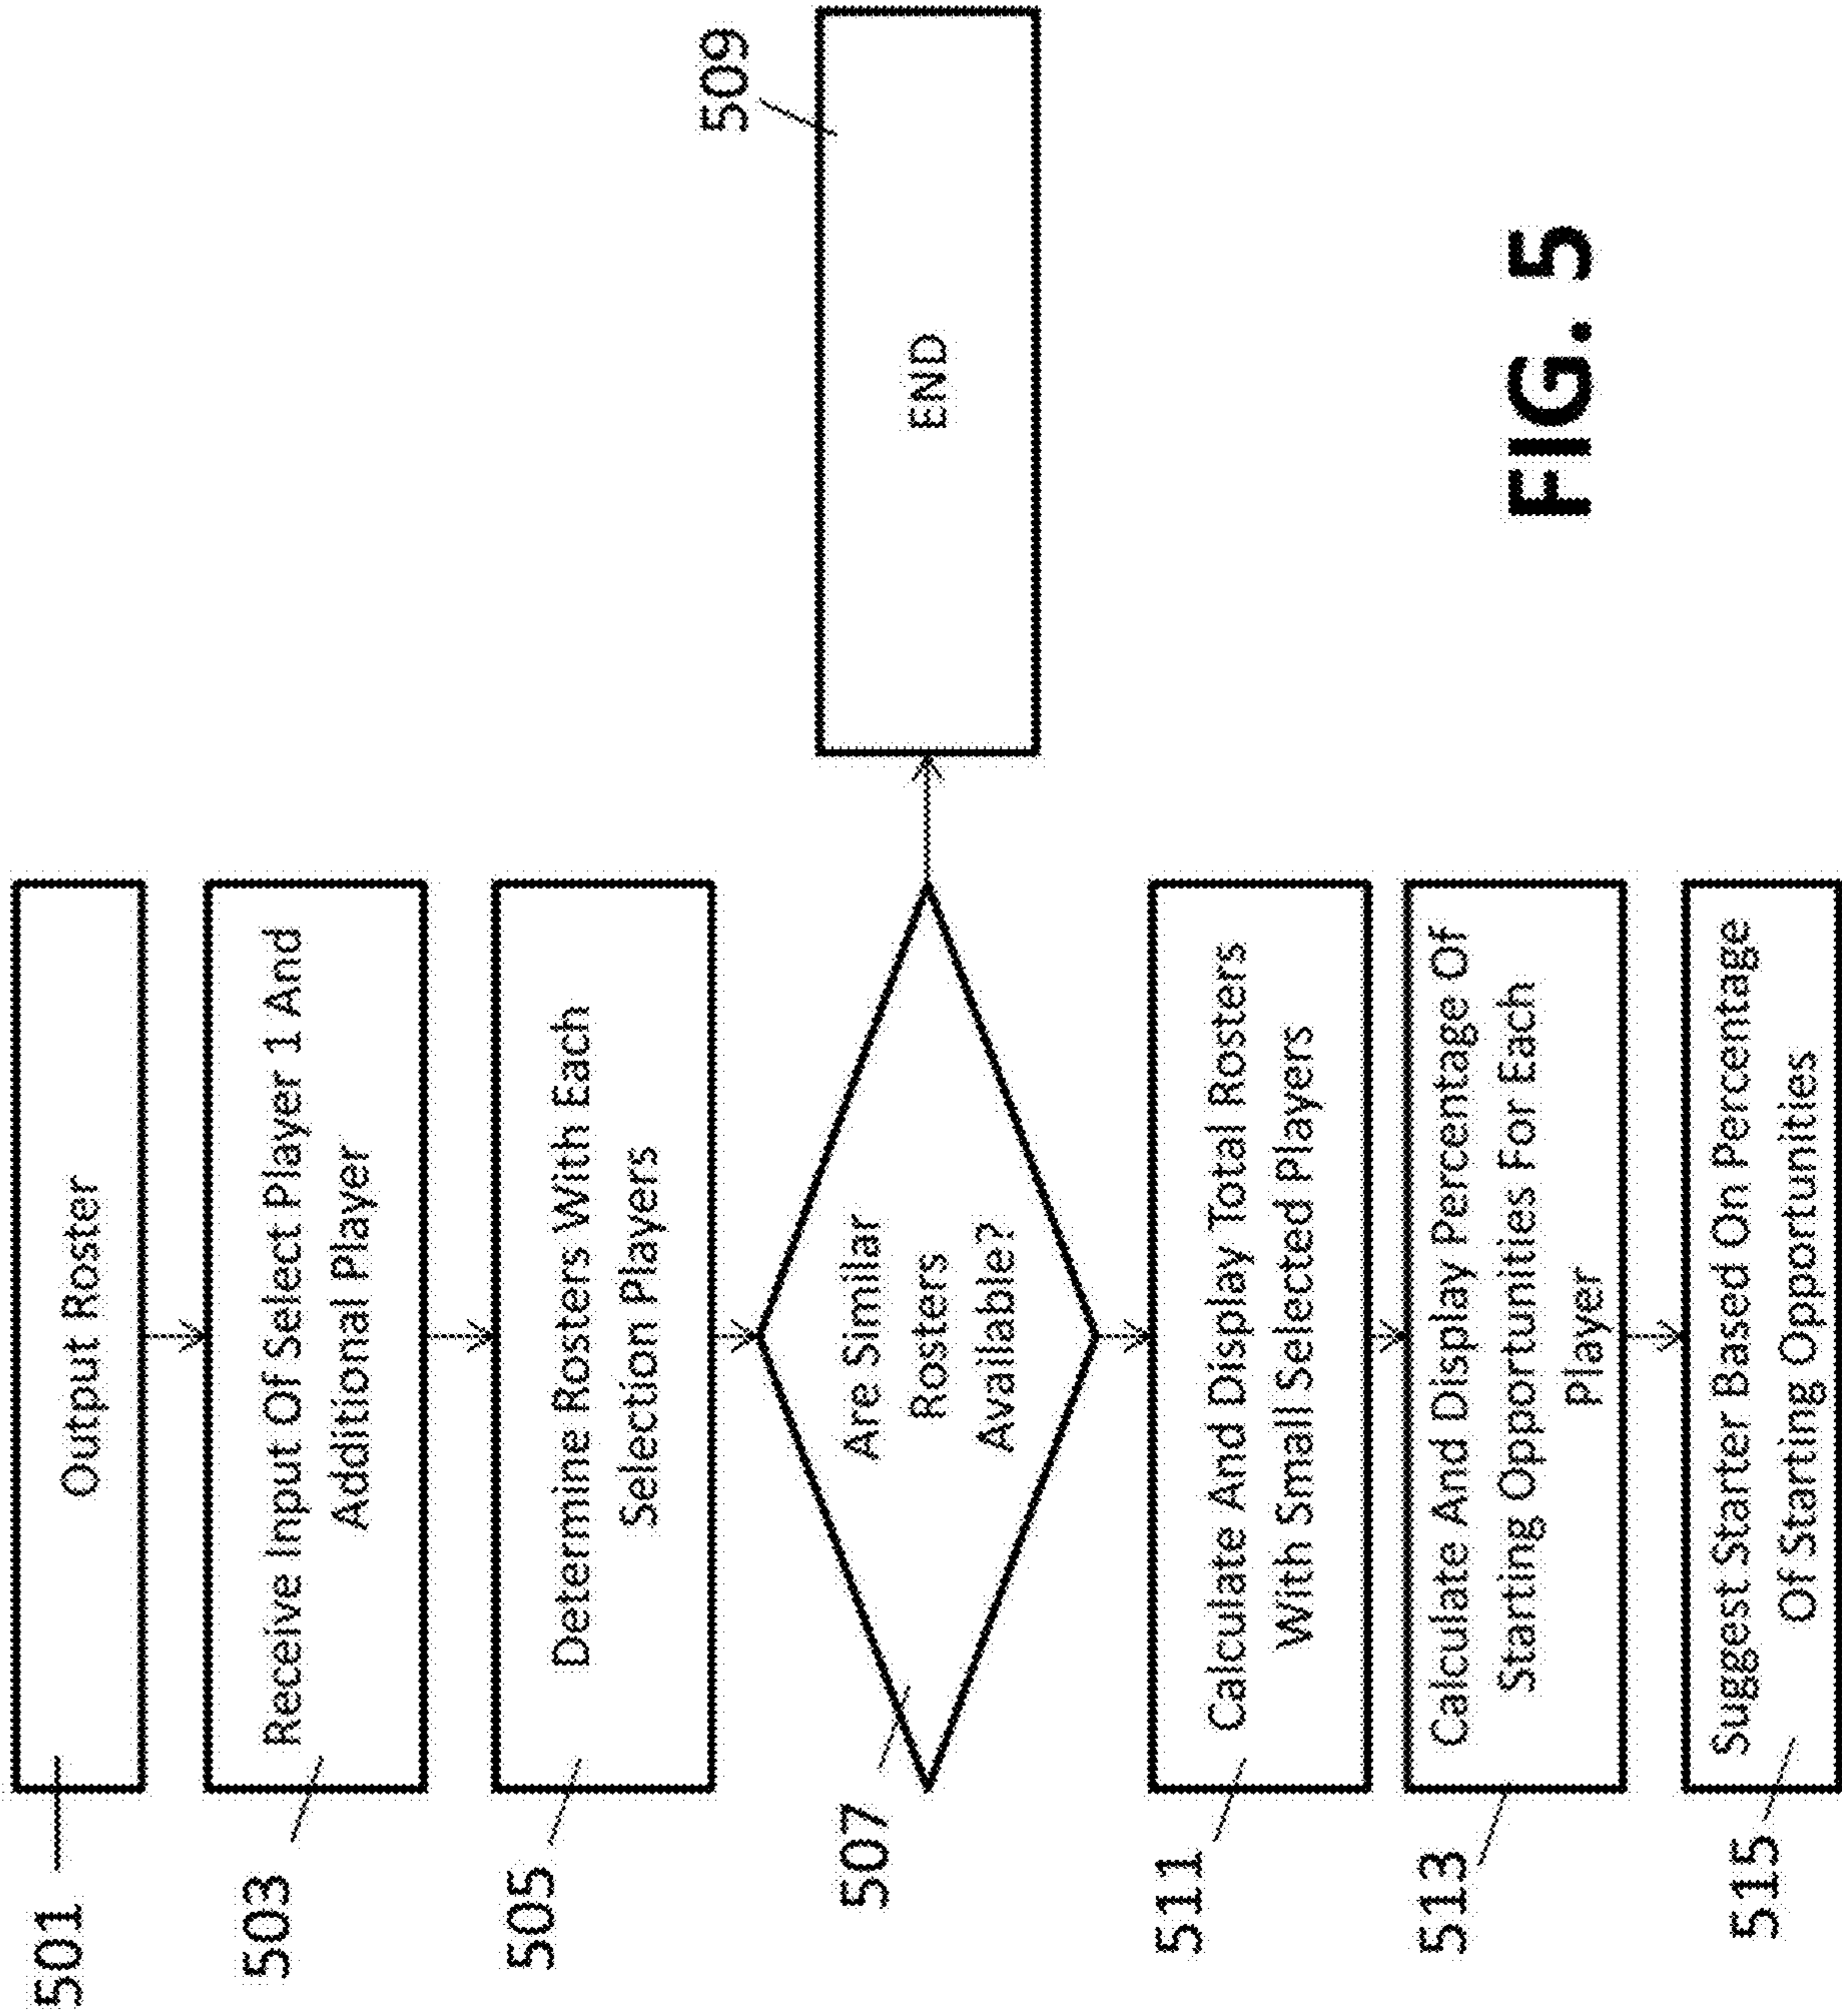 501
Output Roster
503
Receive Input Of Select Player 1 And
Additional Player
505
Determine Rosters With Each
Selection Players
507
Are Similar
Rosters
Available?
509
END
511
Calculate And Display Total Rosters
With Small Selected Players
513
Calculate And Display Percentage Of
Starting Opportunities For Each
Player
515
Suggest Starter Based On Percentage
Of Starting Opportunities
FIG. 5